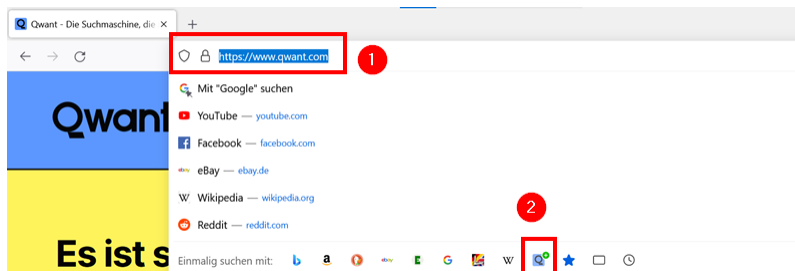 Qwant - Die Suchmaschine, die
https://www.qwant.com
1
Mit "Google" suchen
Qwant
YouTube — youtube.com
Facebook — facebook.com
eBay — ebay.de
Wikipedia — wikipedia.org
Reddit — reddit.com
2
Es ist s
Einmalig suchen mit: